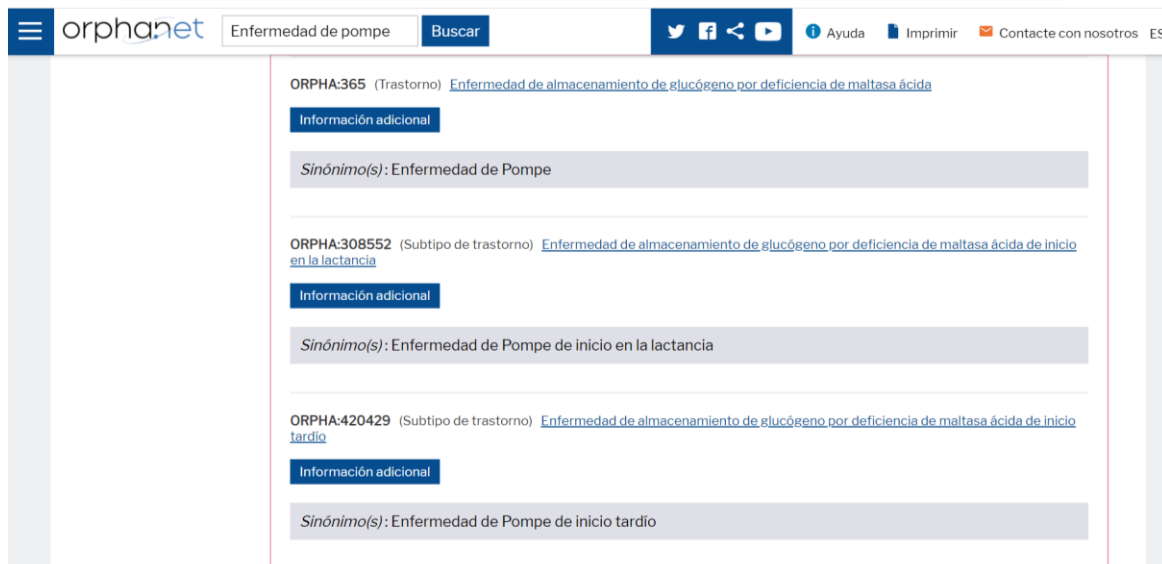 orphanet
Enfermedad de pompe
Buscar
Ayuda
Imprimir
Contacte con nosotros
ES
ORPHA:365 (Trastorno) Enfermedad de almacenamiento de glucógeno por deficiencia de maltasa ácida
Información adicional
Sinónimo(s): Enfermedad de Pompe
ORPHA:308552 (Subtipo de trastorno) Enfermedad de almacenamiento de glucógeno por deficiencia de maltasa ácida de inicio
en la lactancia
Información adicional
Sinónimo(s): Enfermedad de Pompe de inicio en la lactancia
ORPHA:420429 (Subtipo de trastorno) Enfermedad de almacenamiento de glucógeno por deficiencia de maltasa ácida de inicio
tardío
Información adicional
Sinónimo(s): Enfermedad de Pompe de inicio tardío